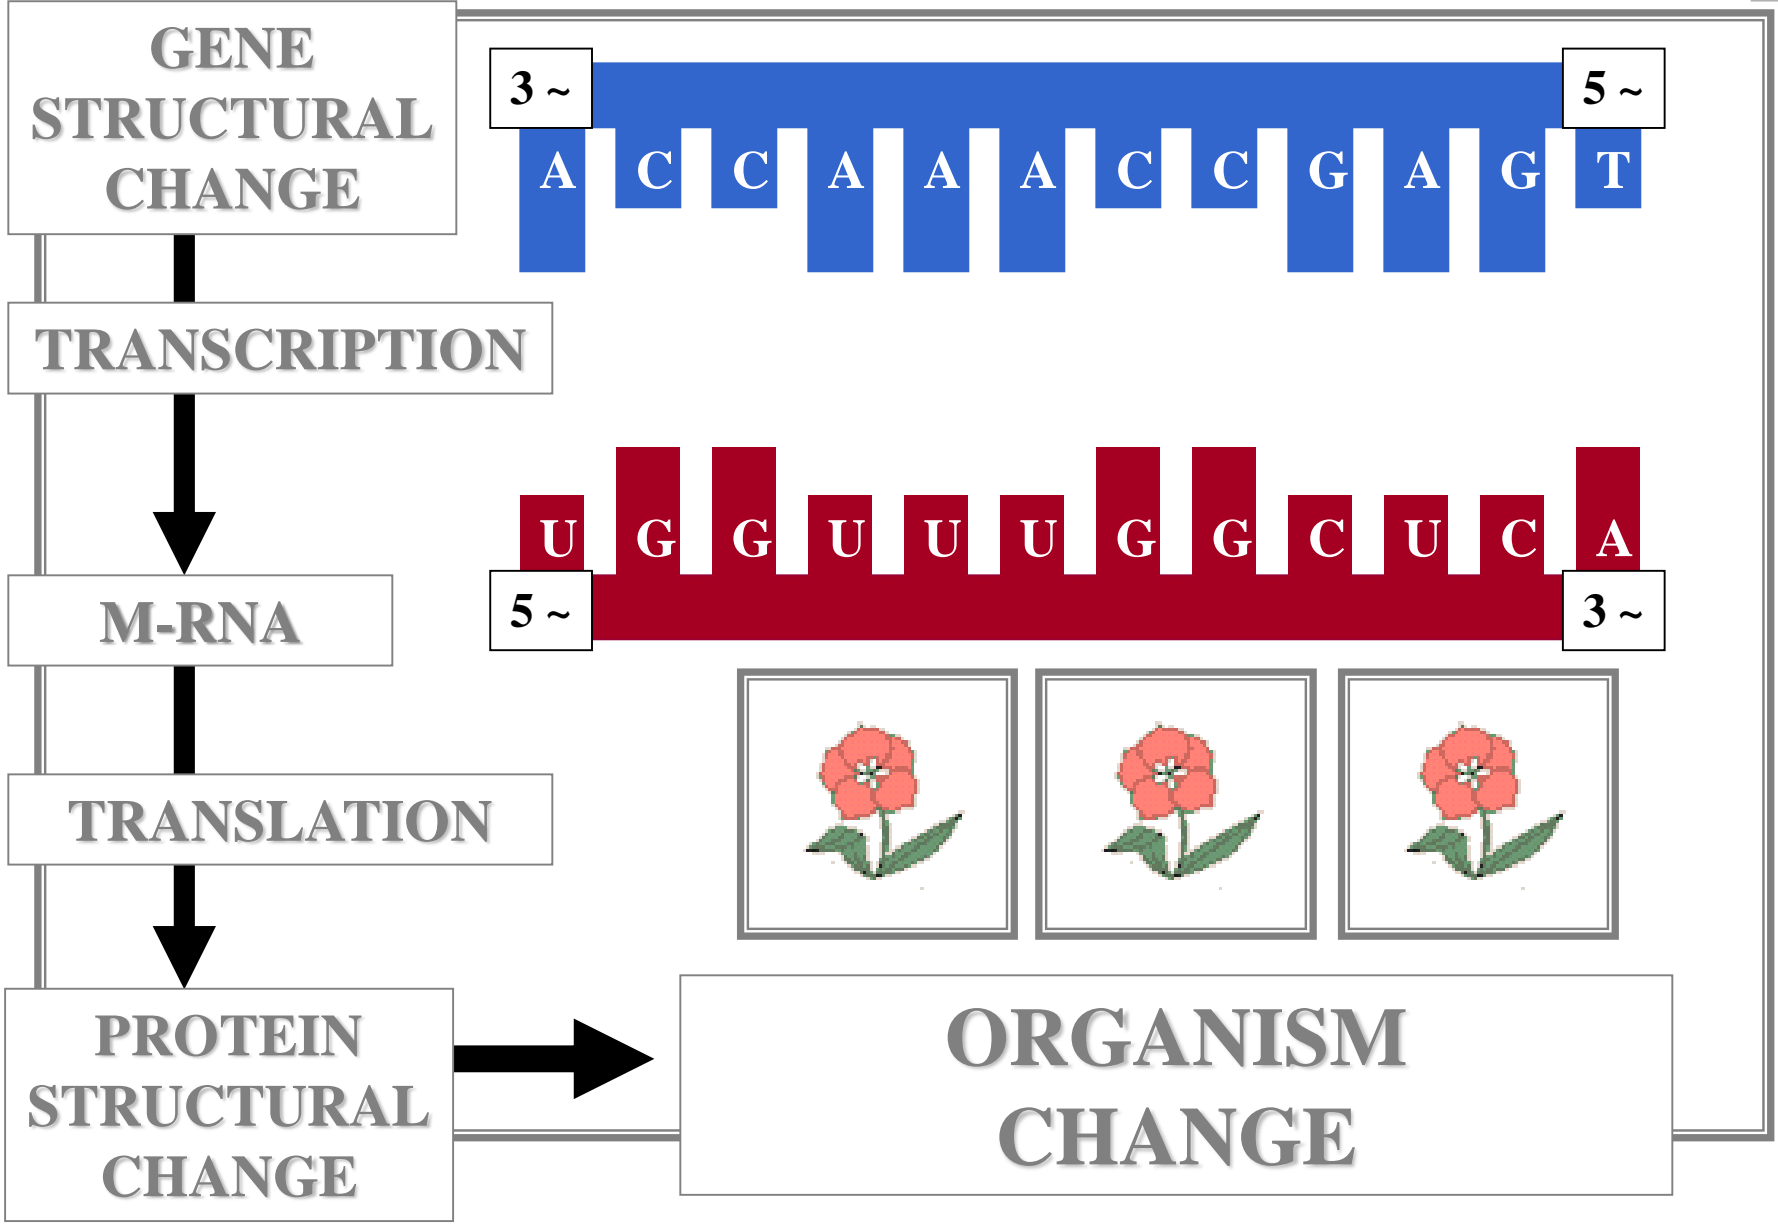 GENE
STRUCTURAL
CHANGE
3 ~
5 ~
A C C A A A C C G A G T
TRANSCRIPTION
U G G U U U G G C U C A
5 ~
3 ~
M-RNA
TRANSLATION
PROTEIN
STRUCTURAL
CHANGE
ORGANISM
CHANGE